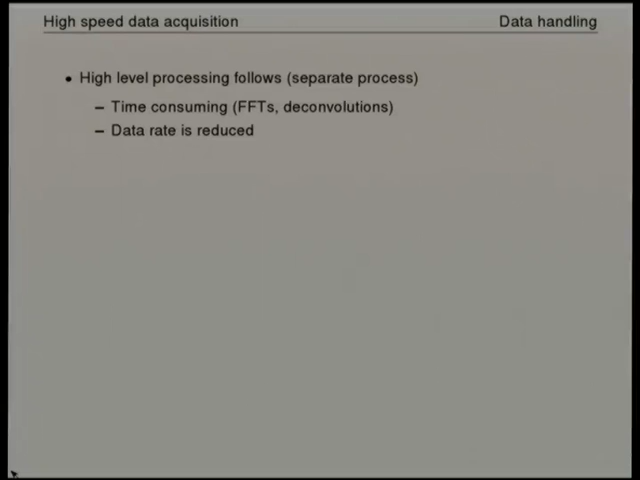 High speed data acquisition Data handling
• High level processing follows (separate process)
– Time consuming (FFTs, deconvolutions)
– Data rate is reduced